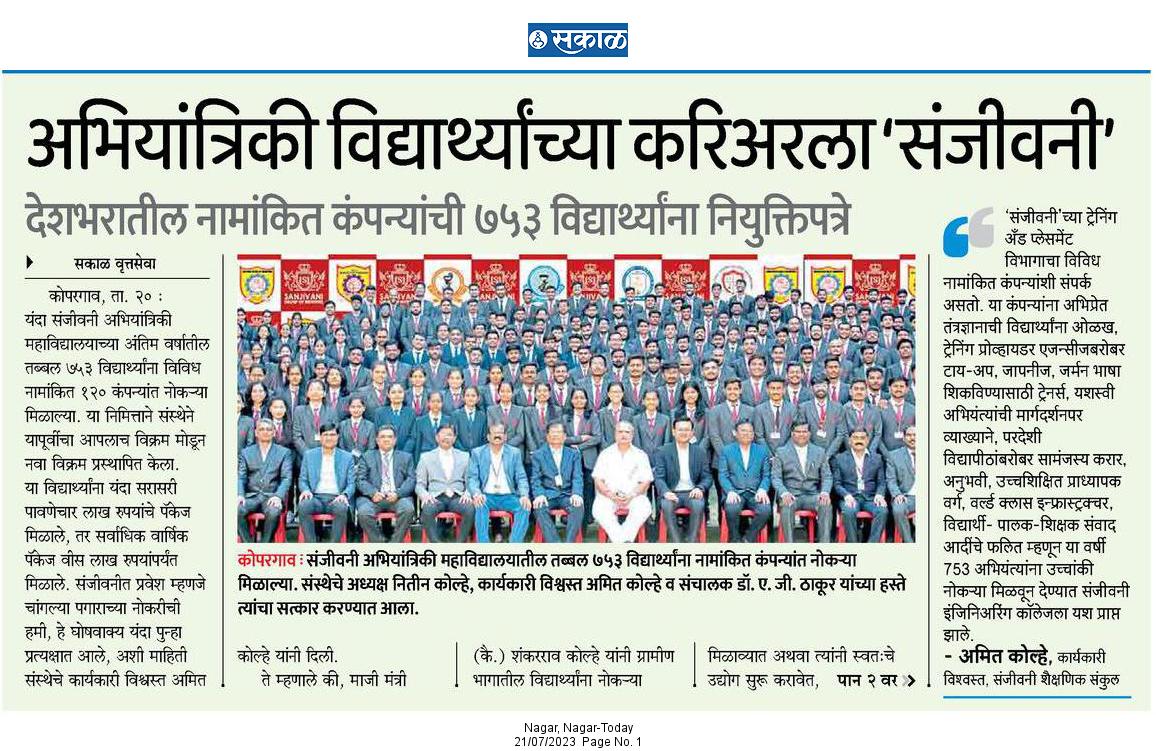 सकाळ
अभियांत्रिकी विद्यार्थ्यांच्या करिअरला ‘संजीवनी’
देशभरातील नामांकित कंपन्यांची ७५३ विद्यार्थ्यांना नियुक्तिपत्रे
सकाळ वृत्तसेवा
कोपरगाव, ता. २० :
यंदा संजीवनी अभियांत्रिकी
महाविद्यालयाच्या अंतिम वर्षातील
तब्बल ७५३ विद्यार्थ्यांना विविध
नामांकित १२० कंपन्यांत नोकऱ्या
मिळाल्या. या निमित्ताने संस्थेने
यापूर्वीचा आपलाच विक्रम मोडून
नवा विक्रम प्रस्थापित केला.
या विद्यार्थ्यांना यंदा सरासरी
पावणेचार लाख रुपयांचे पॅकेज
मिळाले, तर सर्वाधिक वार्षिक
पॅकेज वीस लाख रुपयांपर्यंत
मिळाले. संजीवनीत प्रवेश म्हणजे
चांगल्या पगाराच्या नोकरीची
हमी, हे घोषवाक्य यंदा पुन्हा
प्रत्यक्षात आले, अशी माहिती
संस्थेचे कार्यकारी विश्वस्त अमित
SANJIVANI
SANJIVANI
SANJIVANI
SANJIVANI
कोपरगाव : संजीवनी अभियांत्रिकी महाविद्यालयातील तब्बल ७५३ विद्यार्थ्यांना नामांकित कंपन्यांत नोकऱ्या
मिळाल्या. संस्थेचे अध्यक्ष नितीन कोल्हे, कार्यकारी विश्वस्त अमित कोल्हे व संचालक डॉ. ए. जी. ठाकूर यांच्या हस्ते
त्यांचा सत्कार करण्यात आला.
कोल्हे यांनी दिली.
ते म्हणाले की, माजी मंत्री
(कै.) शंकरराव कोल्हे यांनी ग्रामीण
भागातील विद्यार्थ्यांना नोकऱ्या
मिळाव्यात अथवा त्यांनी स्वतःचे
उद्योग सुरू करावेत, पान २ वर
‘संजीवनी’च्या ट्रेनिंग
अँड प्लेसमेंट
विभागाचा विविध
नामांकित कंपन्यांशी संपर्क
असतो. या कंपन्यांना अभिप्रेत
तंत्रज्ञानाची विद्यार्थ्यांना ओळख,
ट्रेनिंग प्रोव्हायडर एजन्सीजबरोबर
टाय-अप, जापनीज, जर्मन भाषा
शिकविण्यासाठी ट्रेनर्स, यशस्वी
अभियंत्यांची मार्गदर्शनपर
व्याख्याने, परदेशी
विद्यापीठांबरोबर सामंजस्य करार,
अनुभवी, उच्चशिक्षित प्राध्यापक
वर्ग, वर्ल्ड क्लास इन्फ्रास्ट्रक्चर,
विद्यार्थी- पालक-शिक्षक संवाद
आदींचे फलित म्हणून या वर्षी
753 अभियंत्यांना उच्चांकी
नोकऱ्या मिळवून देण्यात संजीवनी
इंजिनिअरिंग कॉलेजला यश प्राप्त
झाले.
- अमित कोल्हे, कार्यकारी
विश्वस्त, संजीवनी शैक्षणिक संकुल
Nagar, Nagar-Today
21/07/2023 Page No. 1